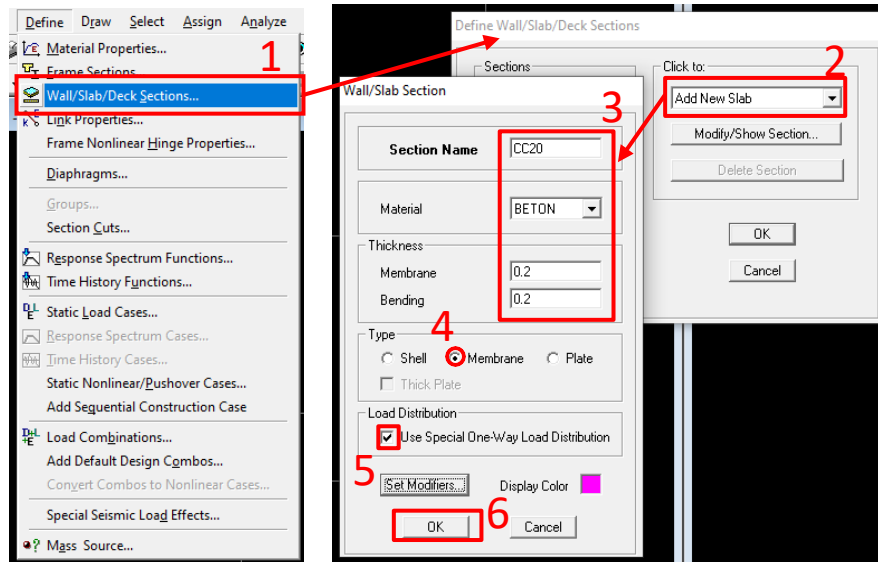 Define Draw Select Assign Analyze
Material Properties...
1
Frame Sections
Wall/Slab/Deck Sections...
Link Properties...
Frame Nonlinear Hinge Properties...
Diaphragms...
Groups...
Section Cuts...
Response Spectrum Functions...
Time History Functions...
Static Load Cases...
Response Spectrum Cases...
Time History Cases...
Static Nonlinear/Pushover Cases...
Add Sequential Construction Case
Load Combinations...
Add Default Design Combos...
Convert Combos to Nonlinear Cases...
Special Seismic Load Effects...
Mass Source...
Define Wall/Slab/Deck Sections
Sections
Click to:
2
Add New Slab
Modify/Show Section...
Delete Section
OK
Cancel
Wall/Slab Section
3
Section Name CC20
Material BETON
Thickness
Membrane 0.2
Bending 0.2
4
Type
Shell Membrane Plate
Thick Plate
Load Distribution
Use Special One-Way Load Distribution
5
Set Modifiers... Display Color
6
OK Cancel